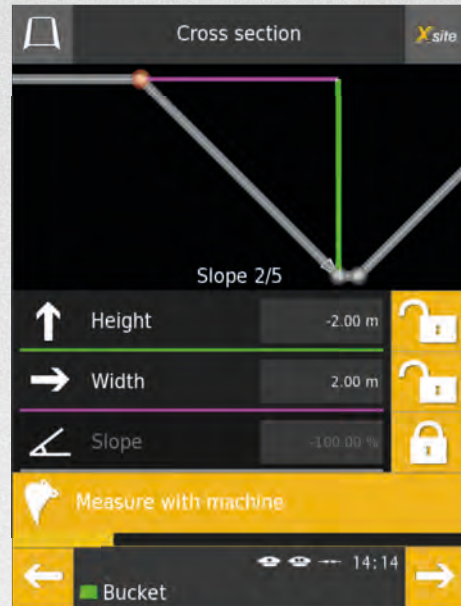 Cross section
Xsite
Slope 2/5
Height -2.00 m
Width 2.00 m
Slope -100.00 %
Measure with machine
14:14
Bucket